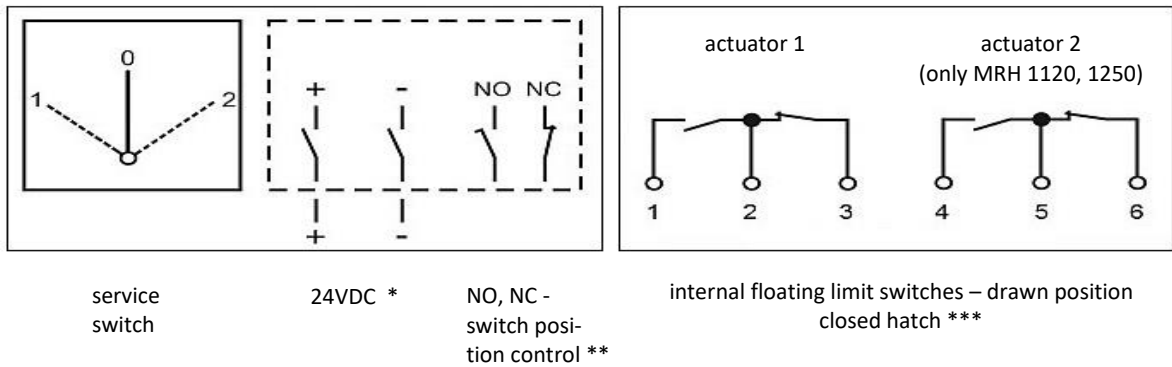 0
1
2
+ - NO NC
+ -
actuator 1
actuator 2
(only MRH 1120, 1250)
1 2 3 4 5 6
service
switch
24VDC *
NO, NC -
switch posi-
tion control **
internal floating limit switches – drawn position
closed hatch ***